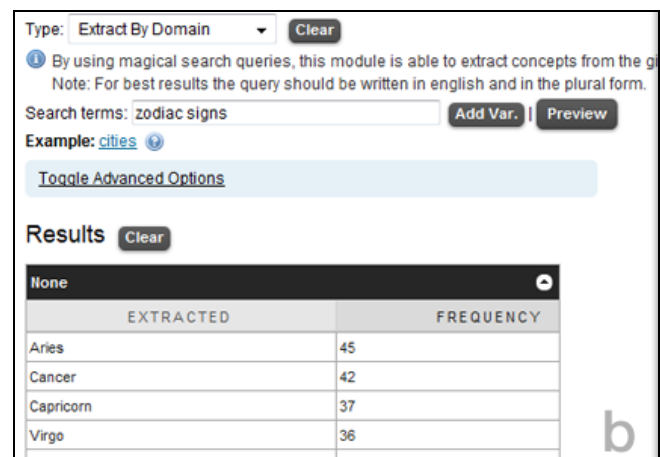 Type: Extract By Domain Clear
By using magical search queries, this module is able to extract concepts from the gi
Note: For best results the query should be written in english and in the plural form.
Search terms: zodiac signs Add Var. | Preview
Example: cities
Toggle Advanced Options
Results Clear
None
EXTRACTED FREQUENCY
Aries 45
Cancer 42
Capricorn 37
Virgo 36
b